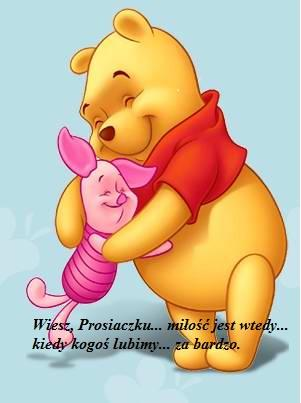 Wiesz, Prosiaczku... miłość jest wtedy...
kiedy kogoś lubimy... za bardzo.